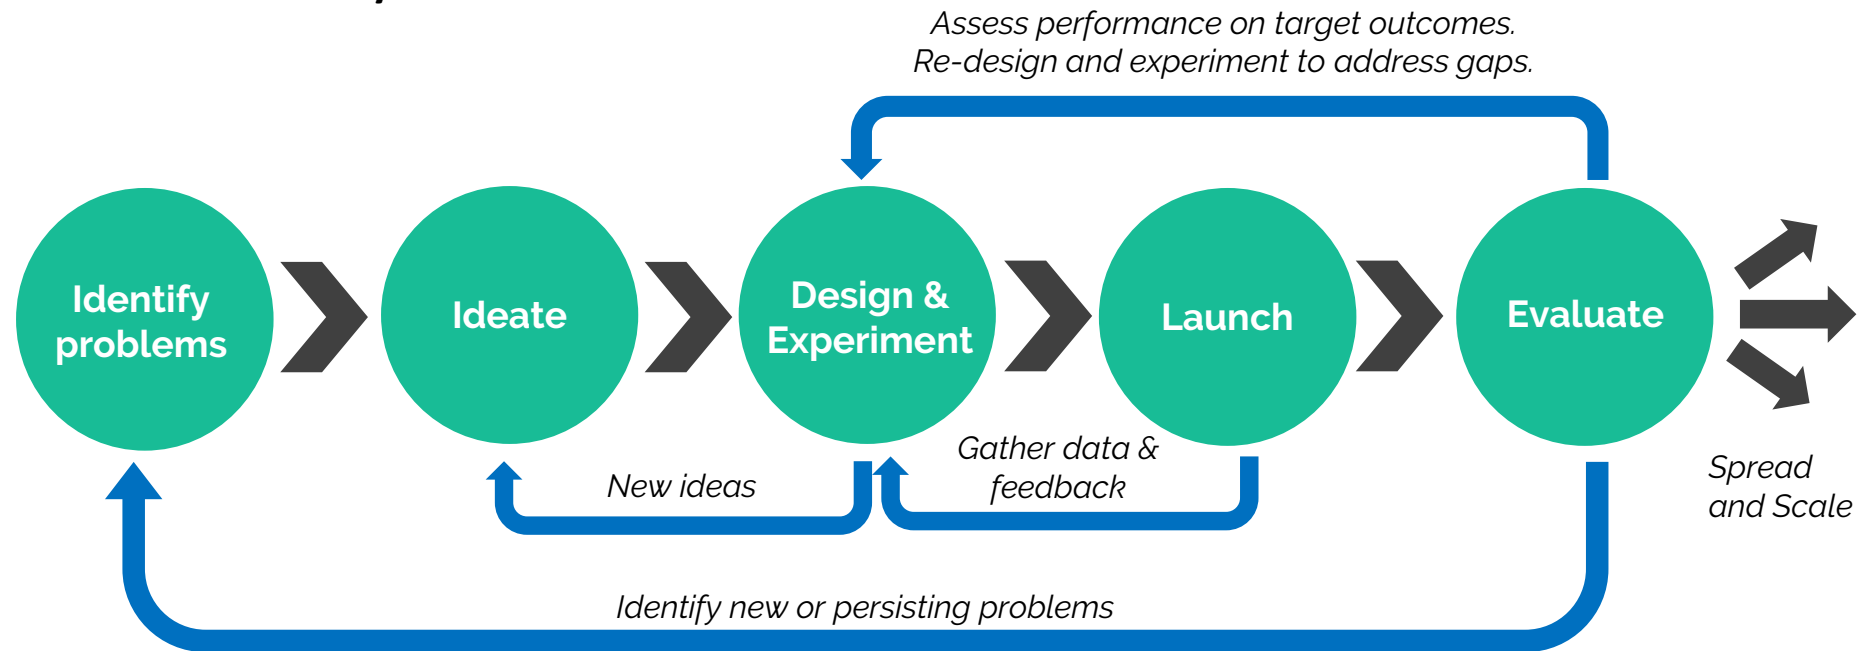 Assess performance on target outcomes.
Re-design and experiment to address gaps.
Identify
problems
Ideate
Design &
Experiment
Launch
Evaluate
New ideas
Gather data &
feedback
Spread
and Scale
Identify new or persisting problems